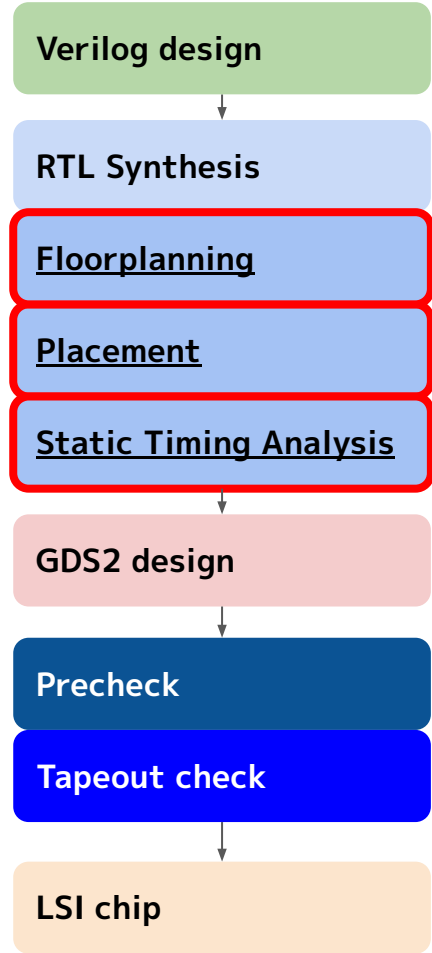 Verilog design
RTL Synthesis
Floorplanning
Placement
Static Timing Analysis
GDS2 design
Precheck
Tapeout check
LSI chip